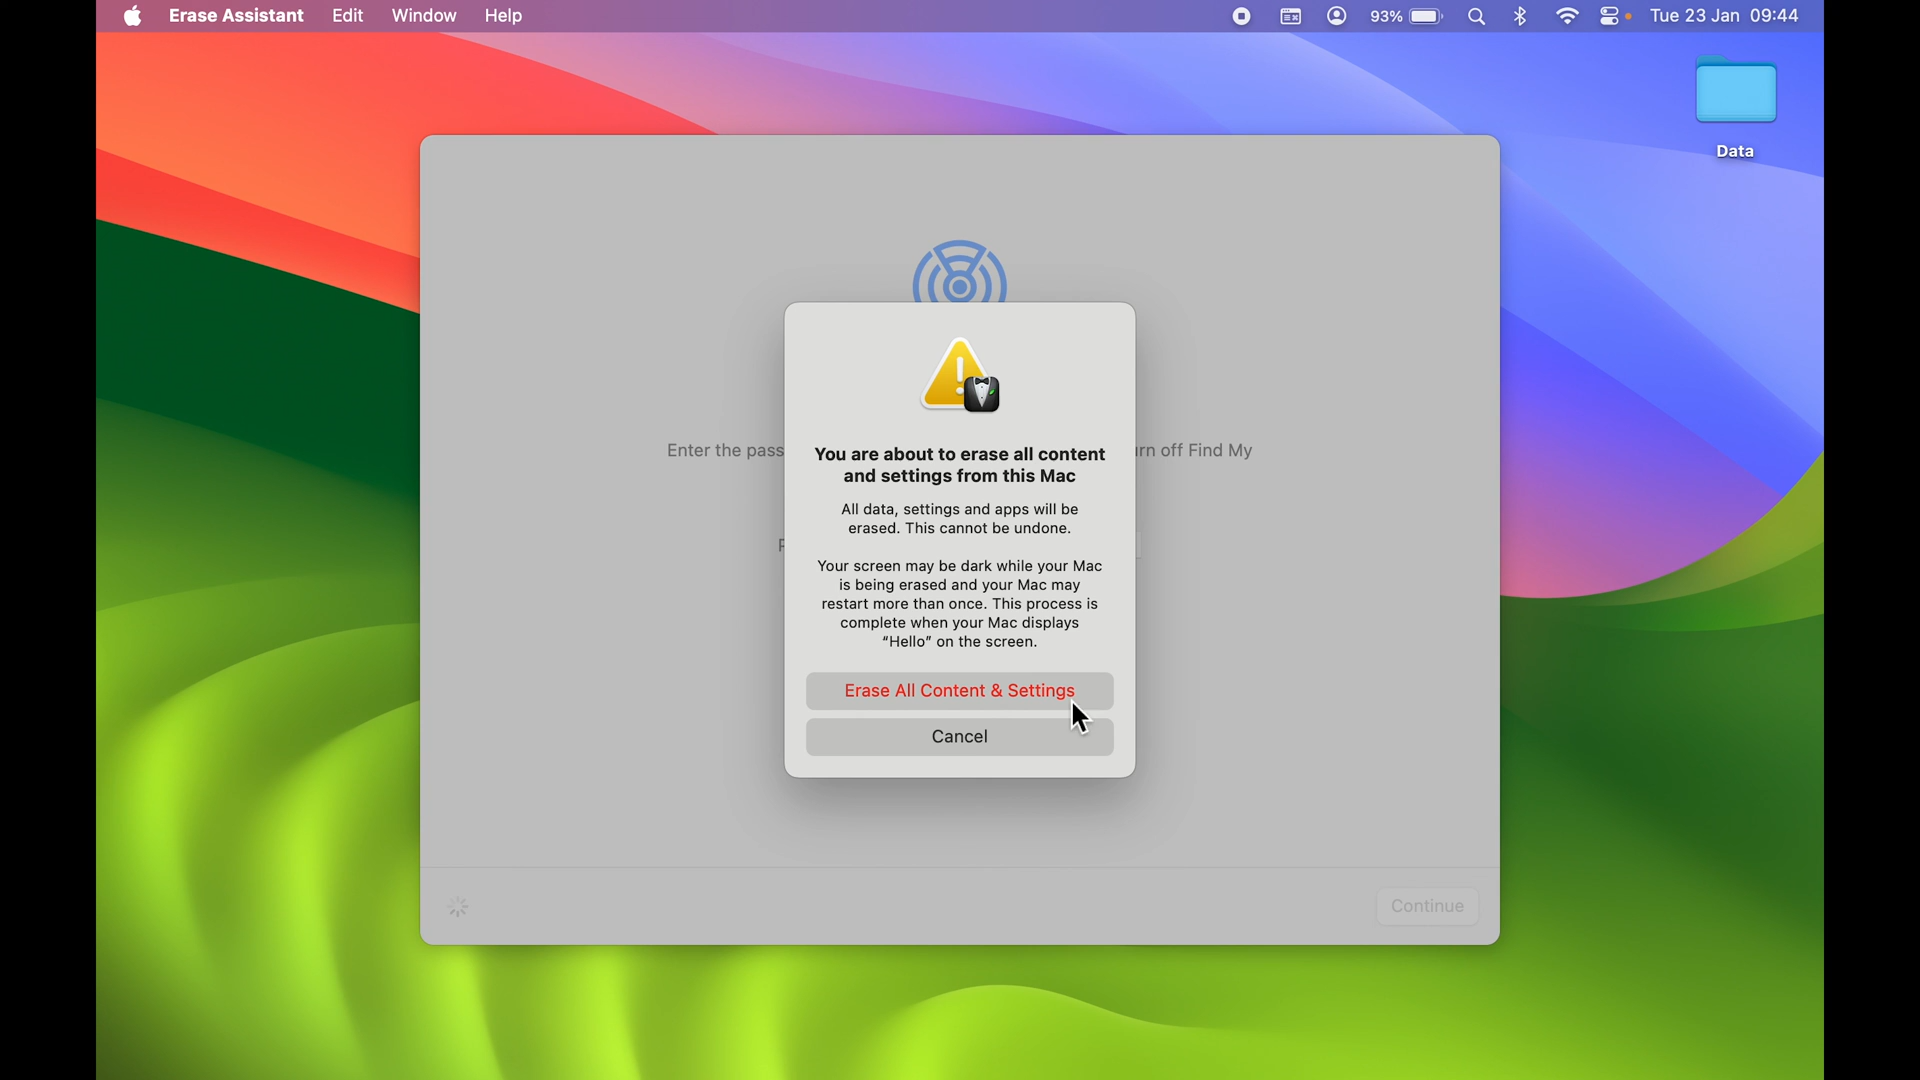 Erase Assistant Edit Window Help 93% Tue 23 Jan 09:44
Data
Enter the pass
urn off Find My
You are about to erase all content
and settings from this Mac
All data, settings and apps will be
erased. This cannot be undone.
Your screen may be dark while your Mac
is being erased and your Mac may
restart more than once. This process is
complete when your Mac displays
“Hello” on the screen.
Erase All Content & Settings
Cancel
Continue